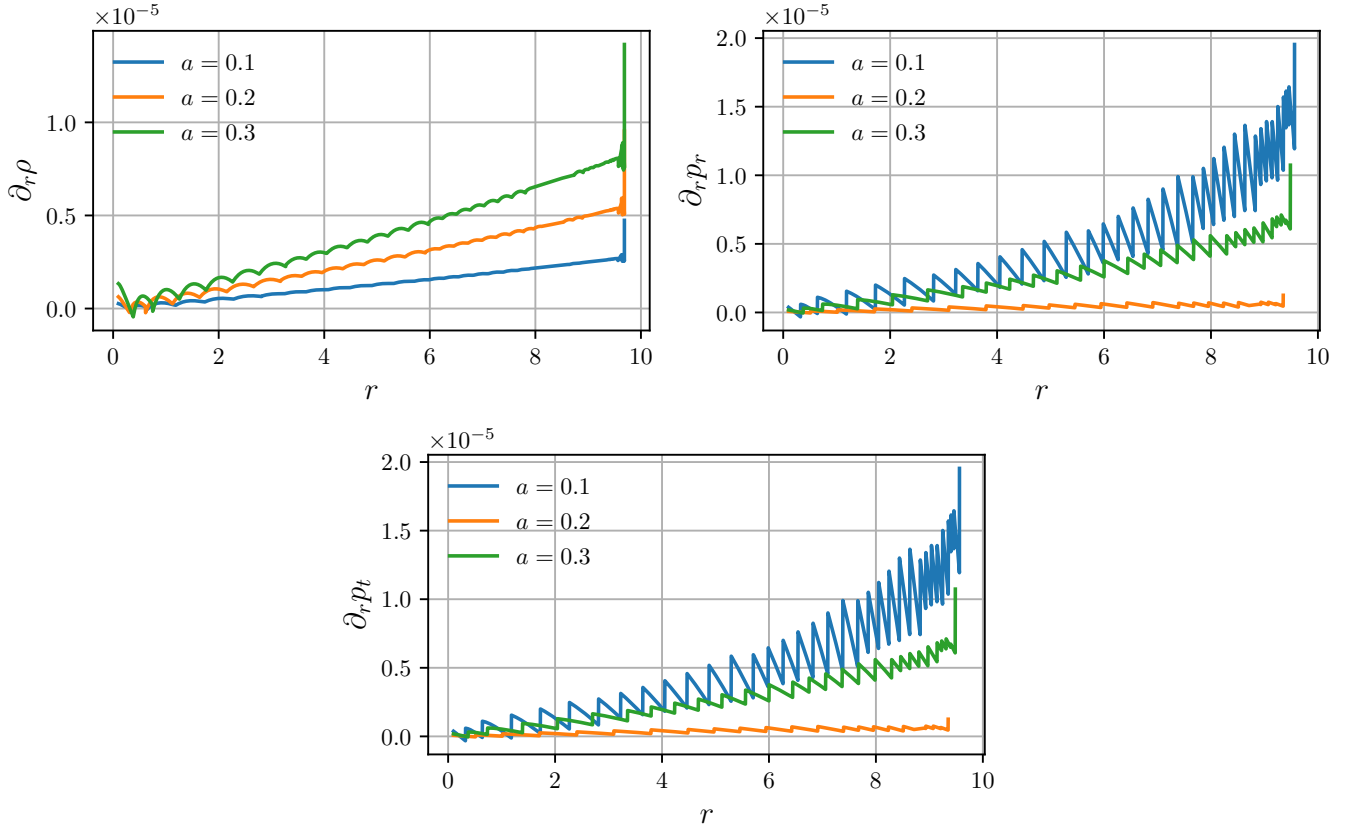 ×10⁻⁵
∂ᵣρ
1.0
0.5
0.0
a = 0.1
a = 0.2
a = 0.3
0 2 4 6 8 10
r
×10⁻⁵
∂ᵣpᵣ
2.0
1.5
1.0
0.5
0.0
a = 0.1
a = 0.2
a = 0.3
0 2 4 6 8 10
r
×10⁻⁵
∂ᵣpₜ
2.0
1.5
1.0
0.5
0.0
a = 0.1
a = 0.2
a = 0.3
0 2 4 6 8 10
r